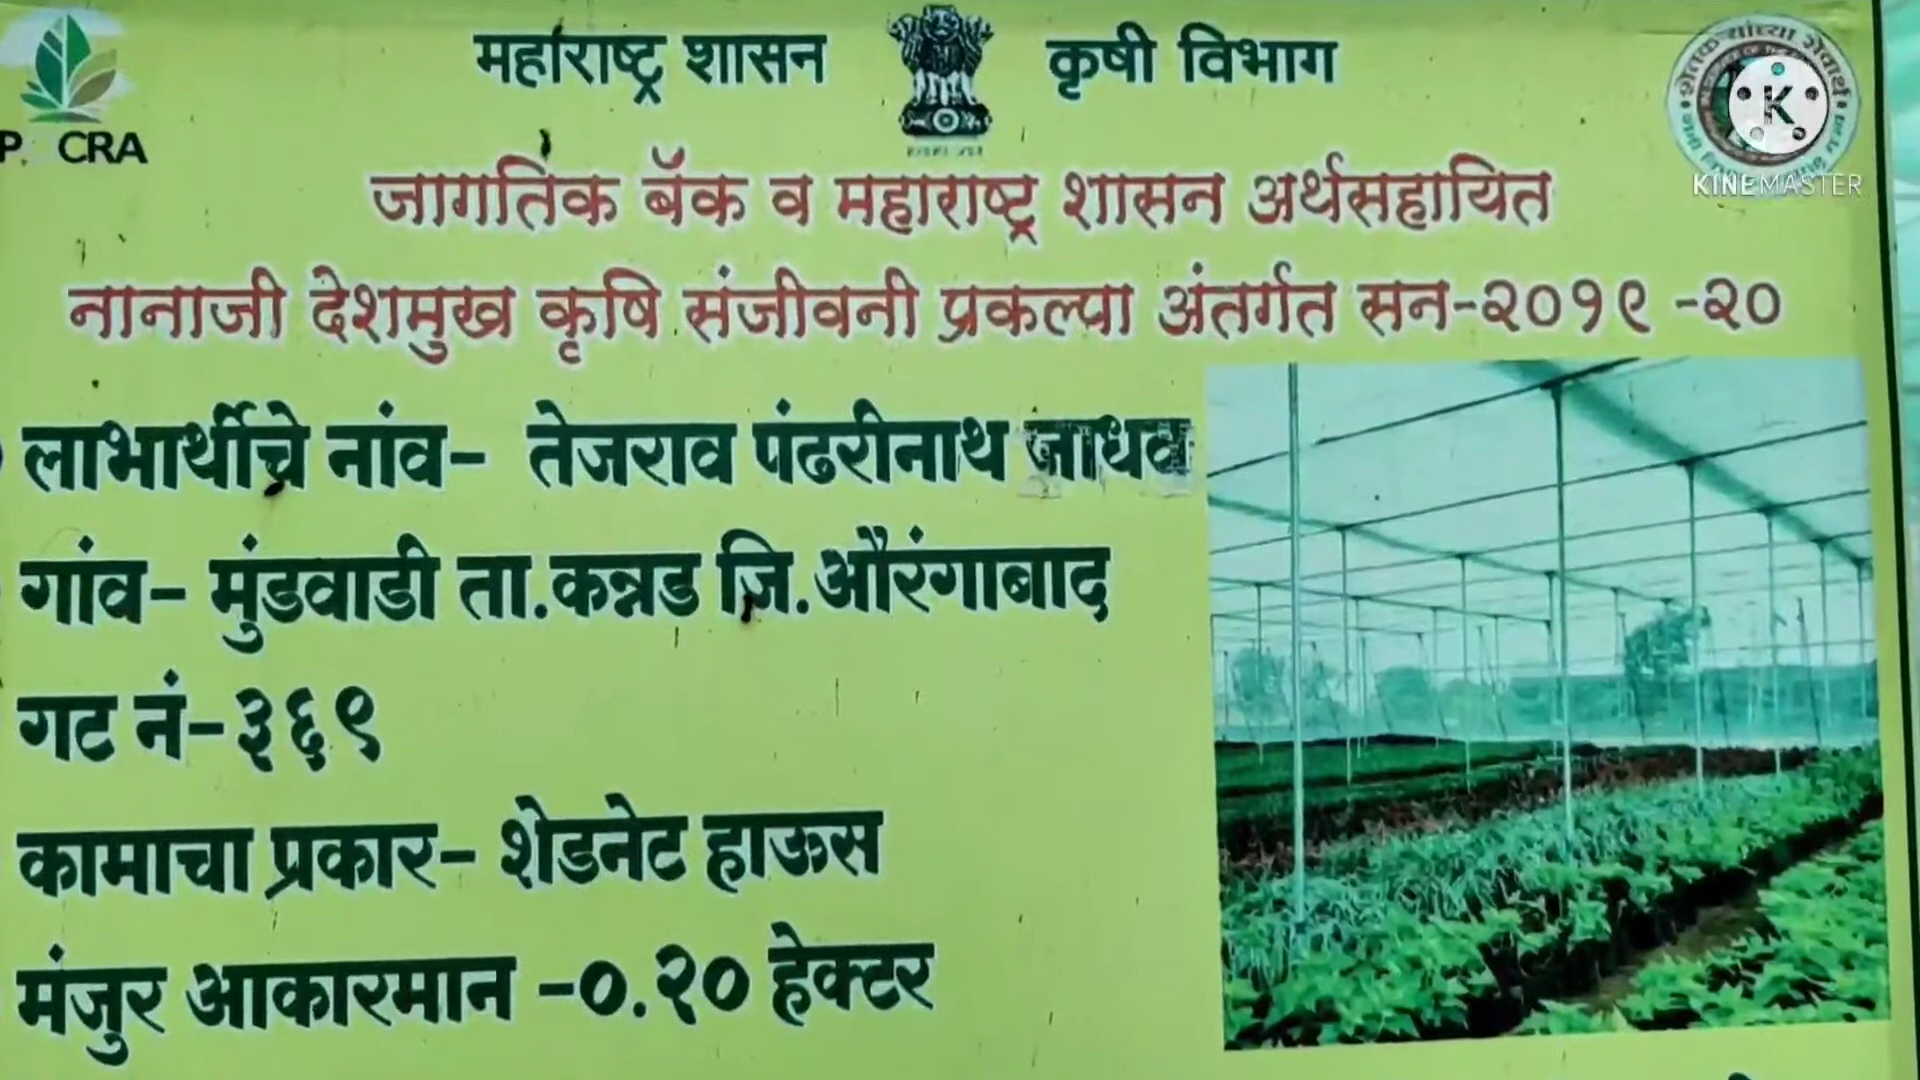 महाराष्ट्र शासन कृषी विभाग
P CRA
KINEMASTER
जागतिक बॅक व महाराष्ट्र शासन अर्थसहायित
नानाजी देशमुख कृषि संजीवनी प्रकल्पा अंतर्गत सन-२०१९ -२०
लाभार्थीचे नांव- तेजराव पंढरीनाथ जाधव
गांव- मुंडवाडी ता.कन्नड जि.औरंगाबाद
गट नं-३६९
कामाचा प्रकार- शेडनेट हाऊस
मंजुर आकारमान -०.२० हेक्टर